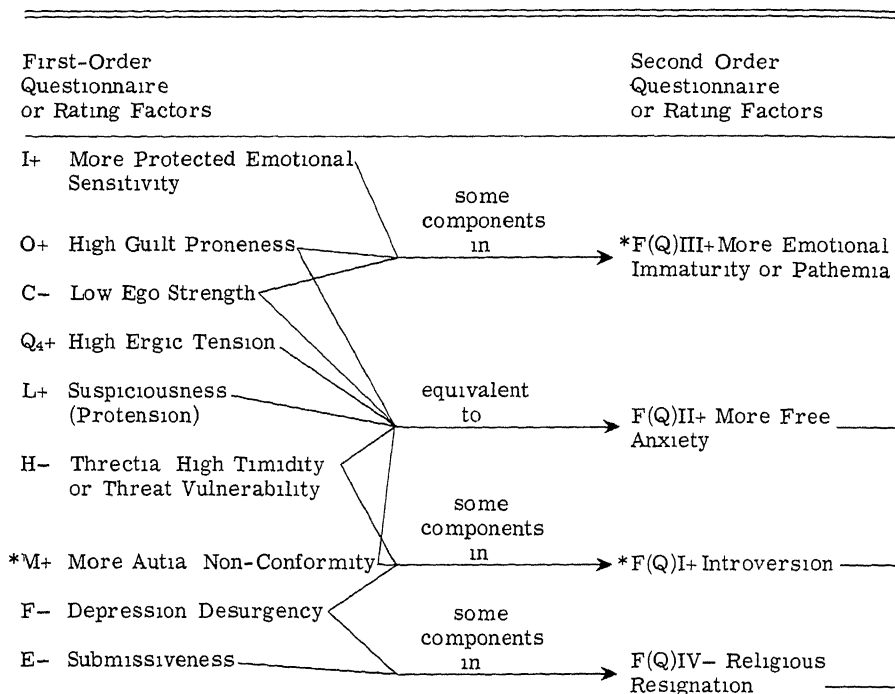 First-Order
Questionnaire
or Rating Factors
Second Order
Questionnaire
or Rating Factors
I+ More Protected Emotional
Sensitivity
some
components
in
O+ High Guilt Proneness
*F(Q)III+ More Emotional
Immaturity or Pathemia
C– Low Ego Strength
Q₄+ High Ergic Tension
L+ Suspiciousness
(Protension)
equivalent
to
F(Q)II+ More Free
Anxiety
H– Threctia High Timidity
or Threat Vulnerability
some
components
in
*M+ More Autia Non-Conformity
*F(Q)I+ Introversion
F– Depression Desurgency
some
components
in
E– Submissiveness
F(Q)IV– Religious
Resignation